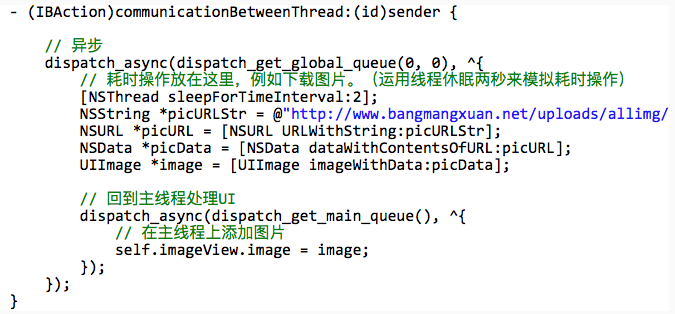 - (IBAction)communicationBetweenThread:(id)sender {
// 异步
dispatch_async(dispatch_get_global_queue(0, 0), ^{
// 耗时操作放在这里，例如下载图片。（运用线程休眠两秒来模拟耗时操作）
[NSThread sleepForTimeInterval:2];
NSString *picURLStr = @"http://www.bangmangxuan.net/uploads/allimg/
NSURL *picURL = [NSURL URLWithString:picURLStr];
NSData *picData = [NSData dataWithContentsOfURL:picURL];
UIImage *image = [UIImage imageWithData:picData];
// 回到主线程处理UI
dispatch_async(dispatch_get_main_queue(), ^{
// 在主线程上添加图片
self.imageView.image = image;
});
});
}